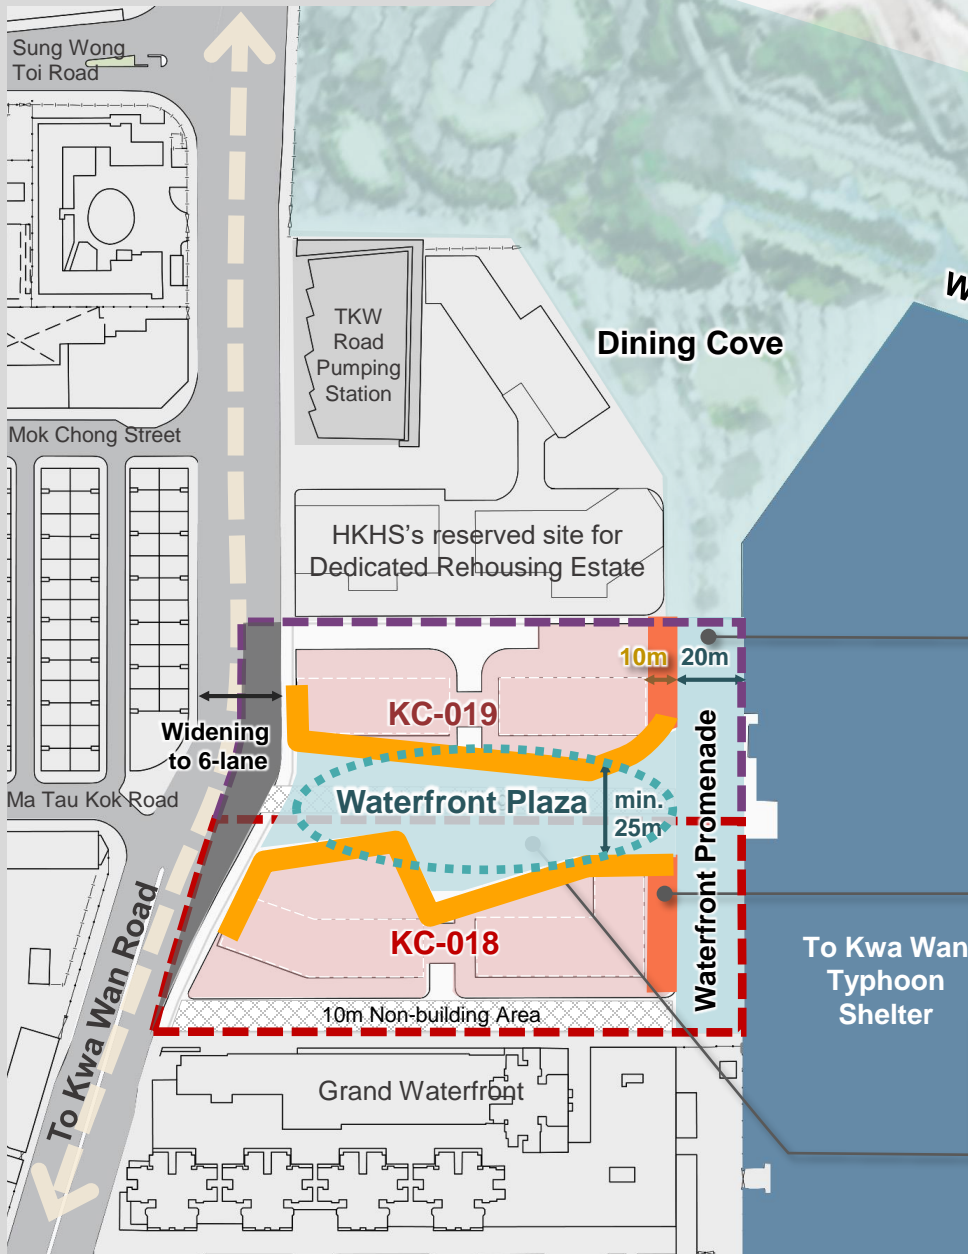 Sung Wong
Toi Road
W
TKW
Road
Pumping
Station
Dining Cove
Mok Chong Street
HKHS's reserved site for
Dedicated Rehousing Estate
10m 20m
KC-019
Widening
to 6-lane
Ma Tau Kok Road
Waterfront Plaza
min.
25m
Waterfront Promenade
To Kwa Wan Road
KC-018
To Kwa Wan
Typhoon
Shelter
10m Non-building Area
Grand Waterfront